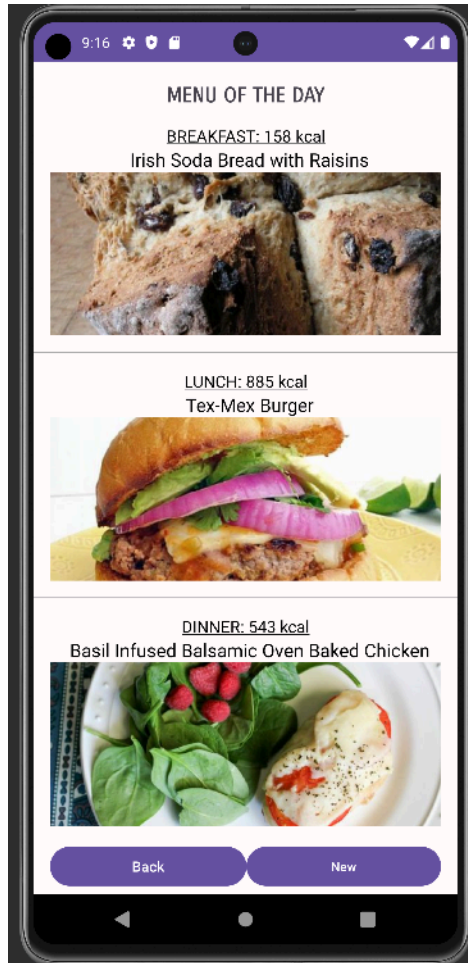 9:16
MENU OF THE DAY
BREAKFAST: 158 kcal
Irish Soda Bread with Raisins
LUNCH: 885 kcal
Tex-Mex Burger
DINNER: 543 kcal
Basil Infused Balsamic Oven Baked Chicken
Back New